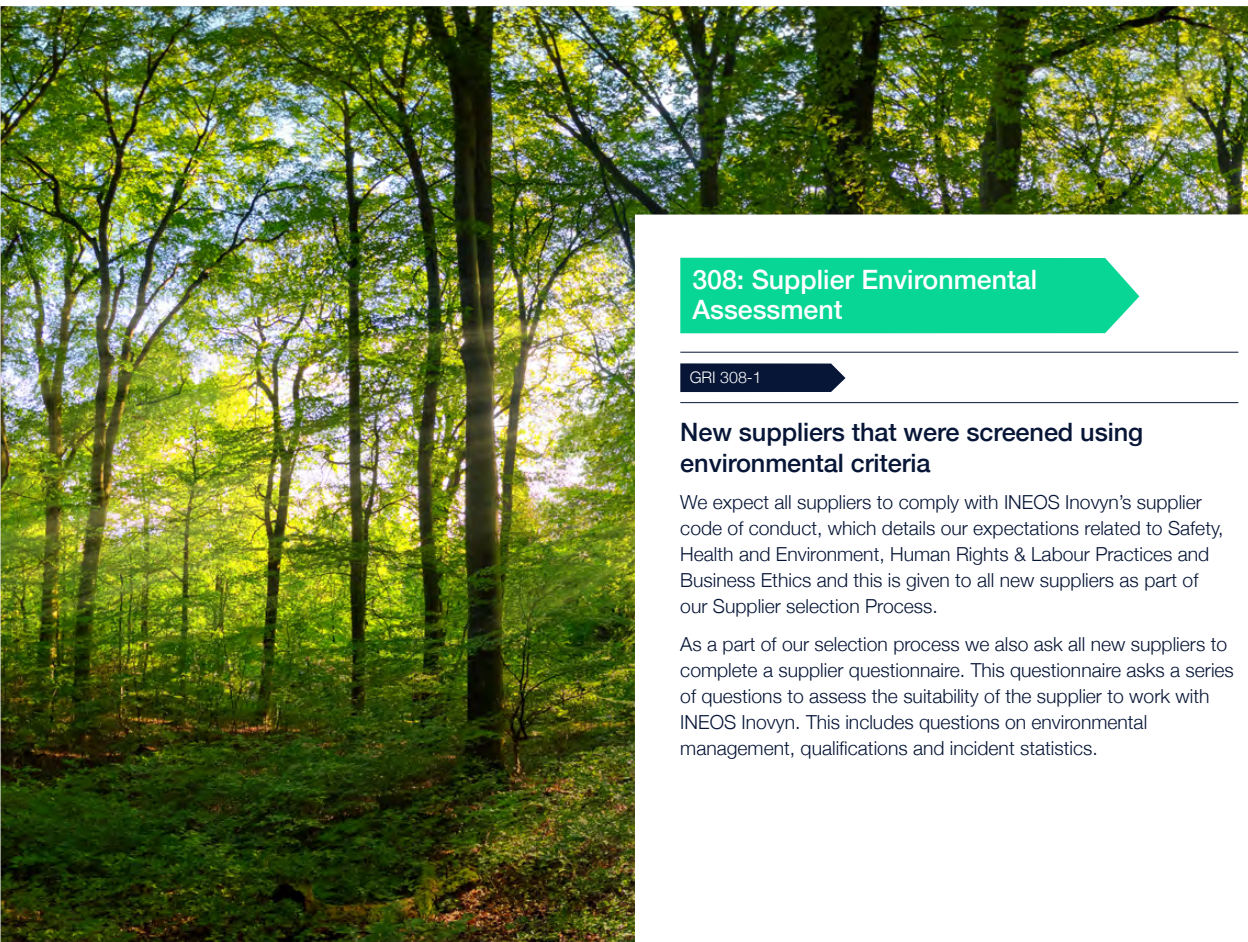 308: Supplier Environmental
Assessment
GRI 308-1
New suppliers that were screened using
environmental criteria
We expect all suppliers to comply with INEOS Inovyn's supplier
code of conduct, which details our expectations related to Safety,
Health and Environment, Human Rights & Labour Practices and
Business Ethics and this is given to all new suppliers as part of
our Supplier selection Process.
As a part of our selection process we also ask all new suppliers to
complete a supplier questionnaire. This questionnaire asks a series
of questions to assess the suitability of the supplier to work with
INEOS Inovyn. This includes questions on environmental
management, qualifications and incident statistics.